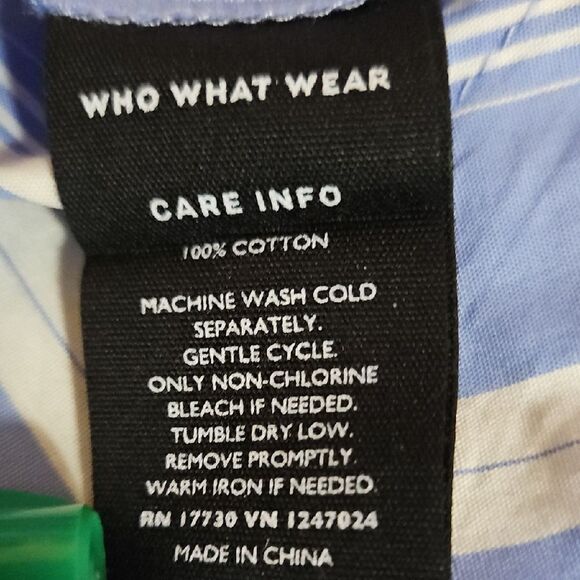 WHO WHAT WEAR
CARE INFO
100% COTTON
MACHINE WASH COLD
SEPARATELY.
GENTLE CYCLE.
ONLY NON-CHLORINE
BLEACH IF NEEDED.
TUMBLE DRY LOW.
REMOVE PROMPTLY.
WARM IRON IF NEEDED.
RN 17730 VN 1247024
MADE IN CHINA